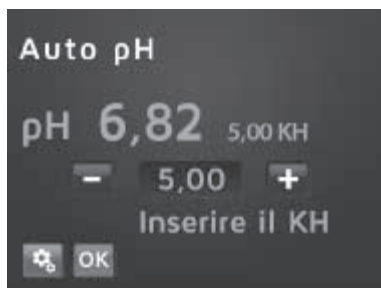 Auto pH
pH 6,82 5,00 KH
- 5,00 +
Inserire il KH
OK